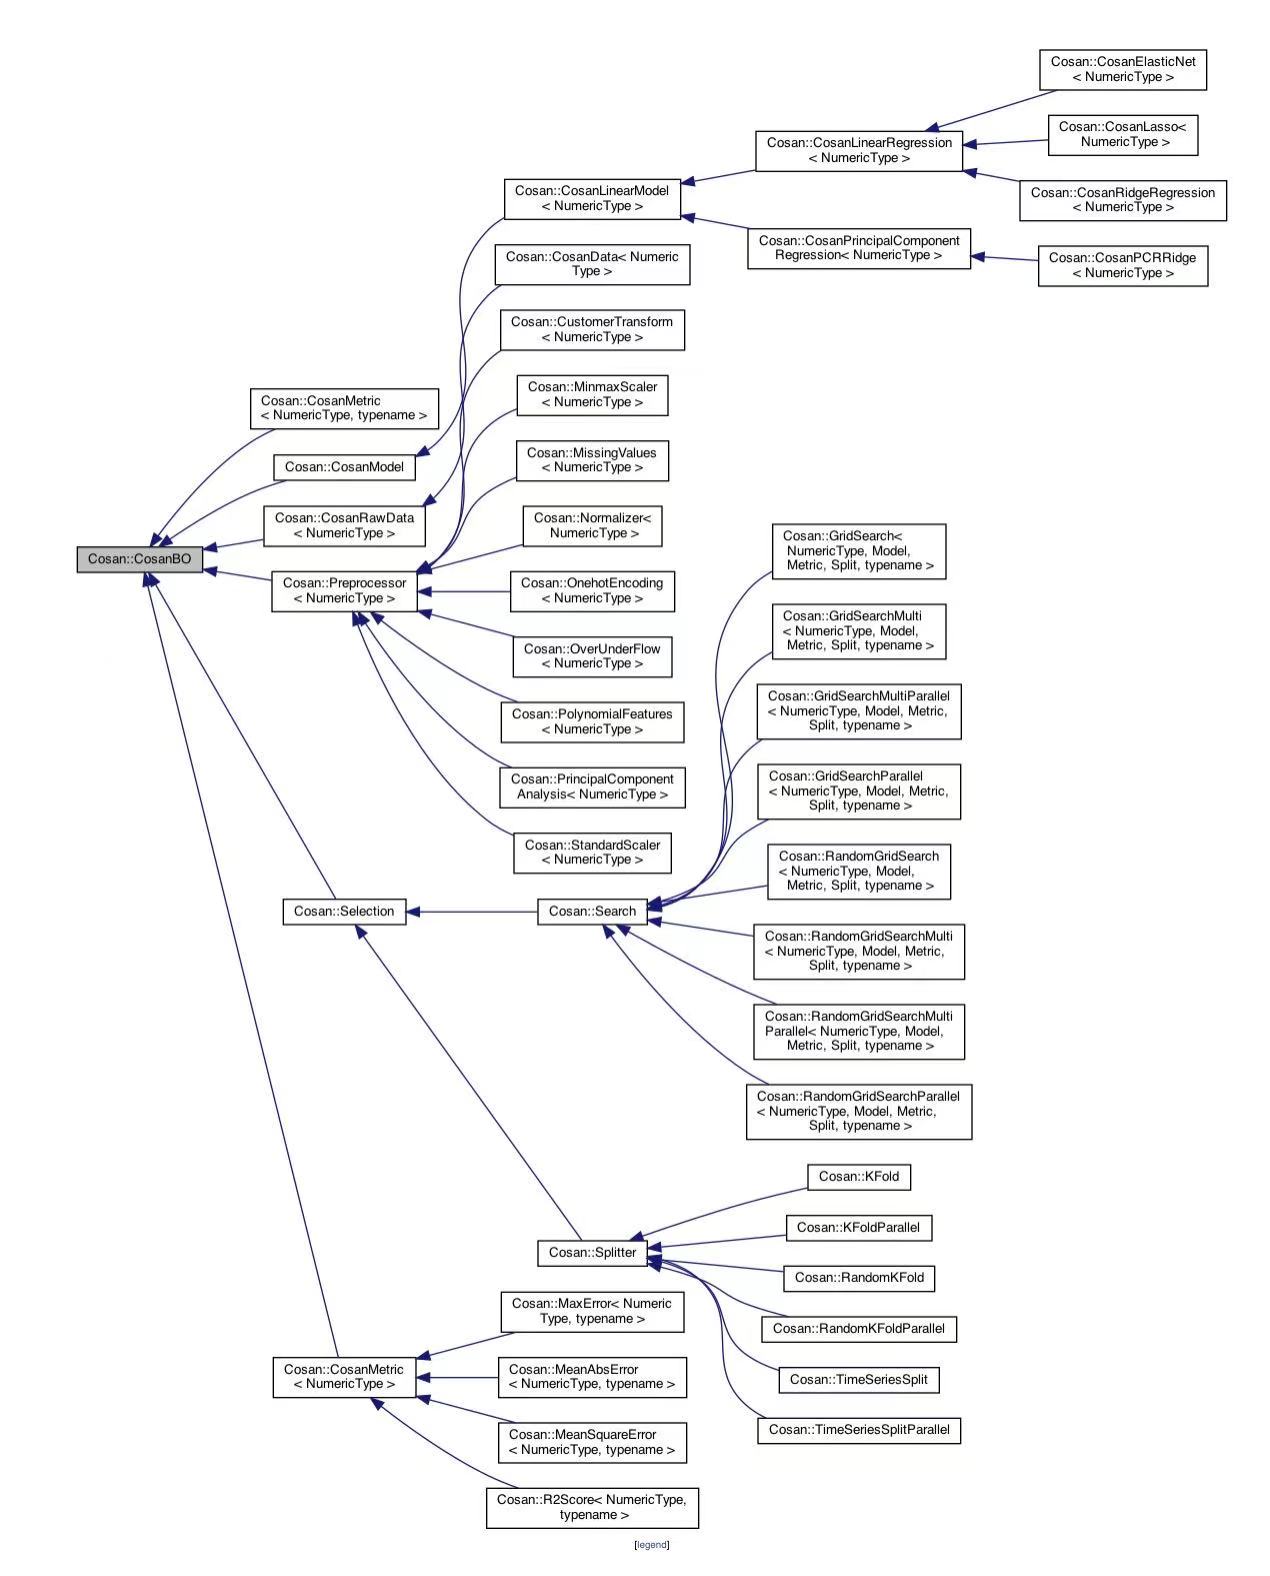 Cosan::CosanElasticNet
< NumericType >
Cosan::CosanLasso<
NumericType >
Cosan::CosanLinearRegression
< NumericType >
Cosan::CosanRidgeRegression
< NumericType >
Cosan::CosanLinearModel
< NumericType >
Cosan::CosanPrincipalComponent
Regression< NumericType >
Cosan::CosanPCRRidge
< NumericType >
Cosan::CosanData< Numeric
Type >
Cosan::CustomerTransform
< NumericType >
Cosan::MinmaxScaler
< NumericType >
Cosan::CosanMetric
< NumericType, typename >
Cosan::MissingValues
< NumericType >
Cosan::CosanModel
Cosan::CosanRawData
< NumericType >
Cosan::Normalizer<
NumericType >
Cosan::CosanBO
Cosan::Preprocessor
< NumericType >
Cosan::OnehotEncoding
< NumericType >
Cosan::OverUnderFlow
< NumericType >
Cosan::PolynomialFeatures
< NumericType >
Cosan::PrincipalComponent
Analysis< NumericType >
Cosan::StandardScaler
< NumericType >
Cosan::GridSearch<
NumericType, Model,
Metric, Split, typename >
Cosan::GridSearchMulti
< NumericType, Model,
Metric, Split, typename >
Cosan::GridSearchMultiParallel
< NumericType, Model, Metric,
Split, typename >
Cosan::GridSearchParallel
< NumericType, Model, Metric,
Split, typename >
Cosan::RandomGridSearch
< NumericType, Model,
Metric, Split, typename >
Cosan::Selection
Cosan::Search
Cosan::RandomGridSearchMulti
< NumericType, Model, Metric,
Split, typename >
Cosan::RandomGridSearchMulti
Parallel< NumericType, Model,
Metric, Split, typename >
Cosan::RandomGridSearchParallel
< NumericType, Model, Metric,
Split, typename >
Cosan::KFold
Cosan::KFoldParallel
Cosan::Splitter
Cosan::RandomKFold
Cosan::RandomKFoldParallel
Cosan::TimeSeriesSplit
Cosan::TimeSeriesSplitParallel
Cosan::MaxError< Numeric
Type, typename >
Cosan::CosanMetric
< NumericType >
Cosan::MeanAbsError
< NumericType, typename >
Cosan::MeanSquareError
< NumericType, typename >
Cosan::R2Score< NumericType,
typename >
[legend]